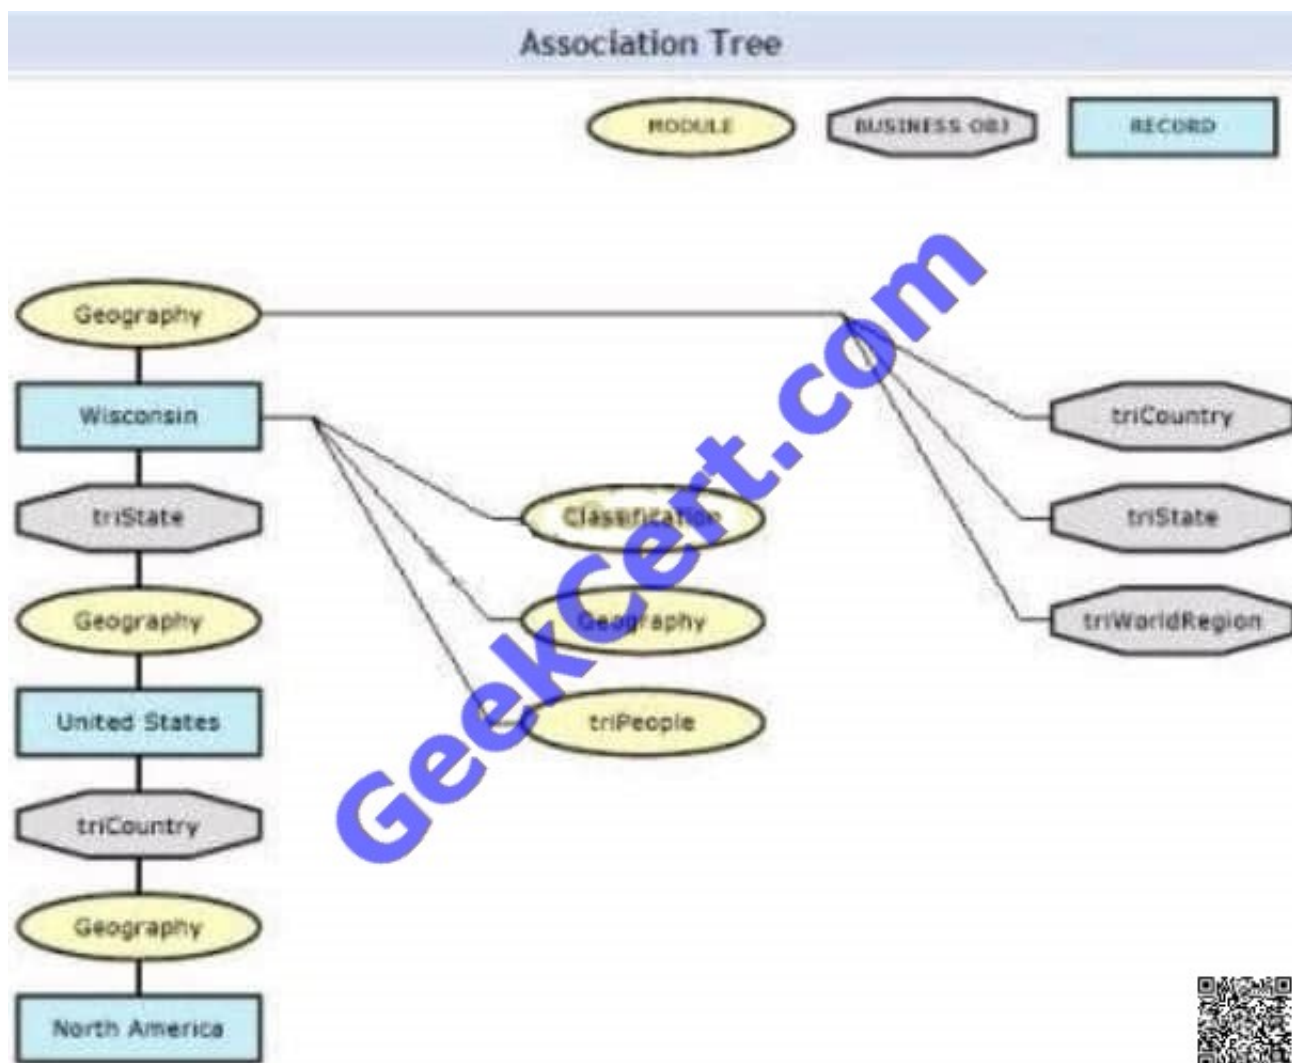 Association Tree
MODULE
BUSINESS OBJ
RECORD
Geography
Wisconsin
triCountry
triState
Classification
triState
Geography
Geography
triWorldRegion
United States
triPeople
triCountry
Geography
North America
GeekCert.com